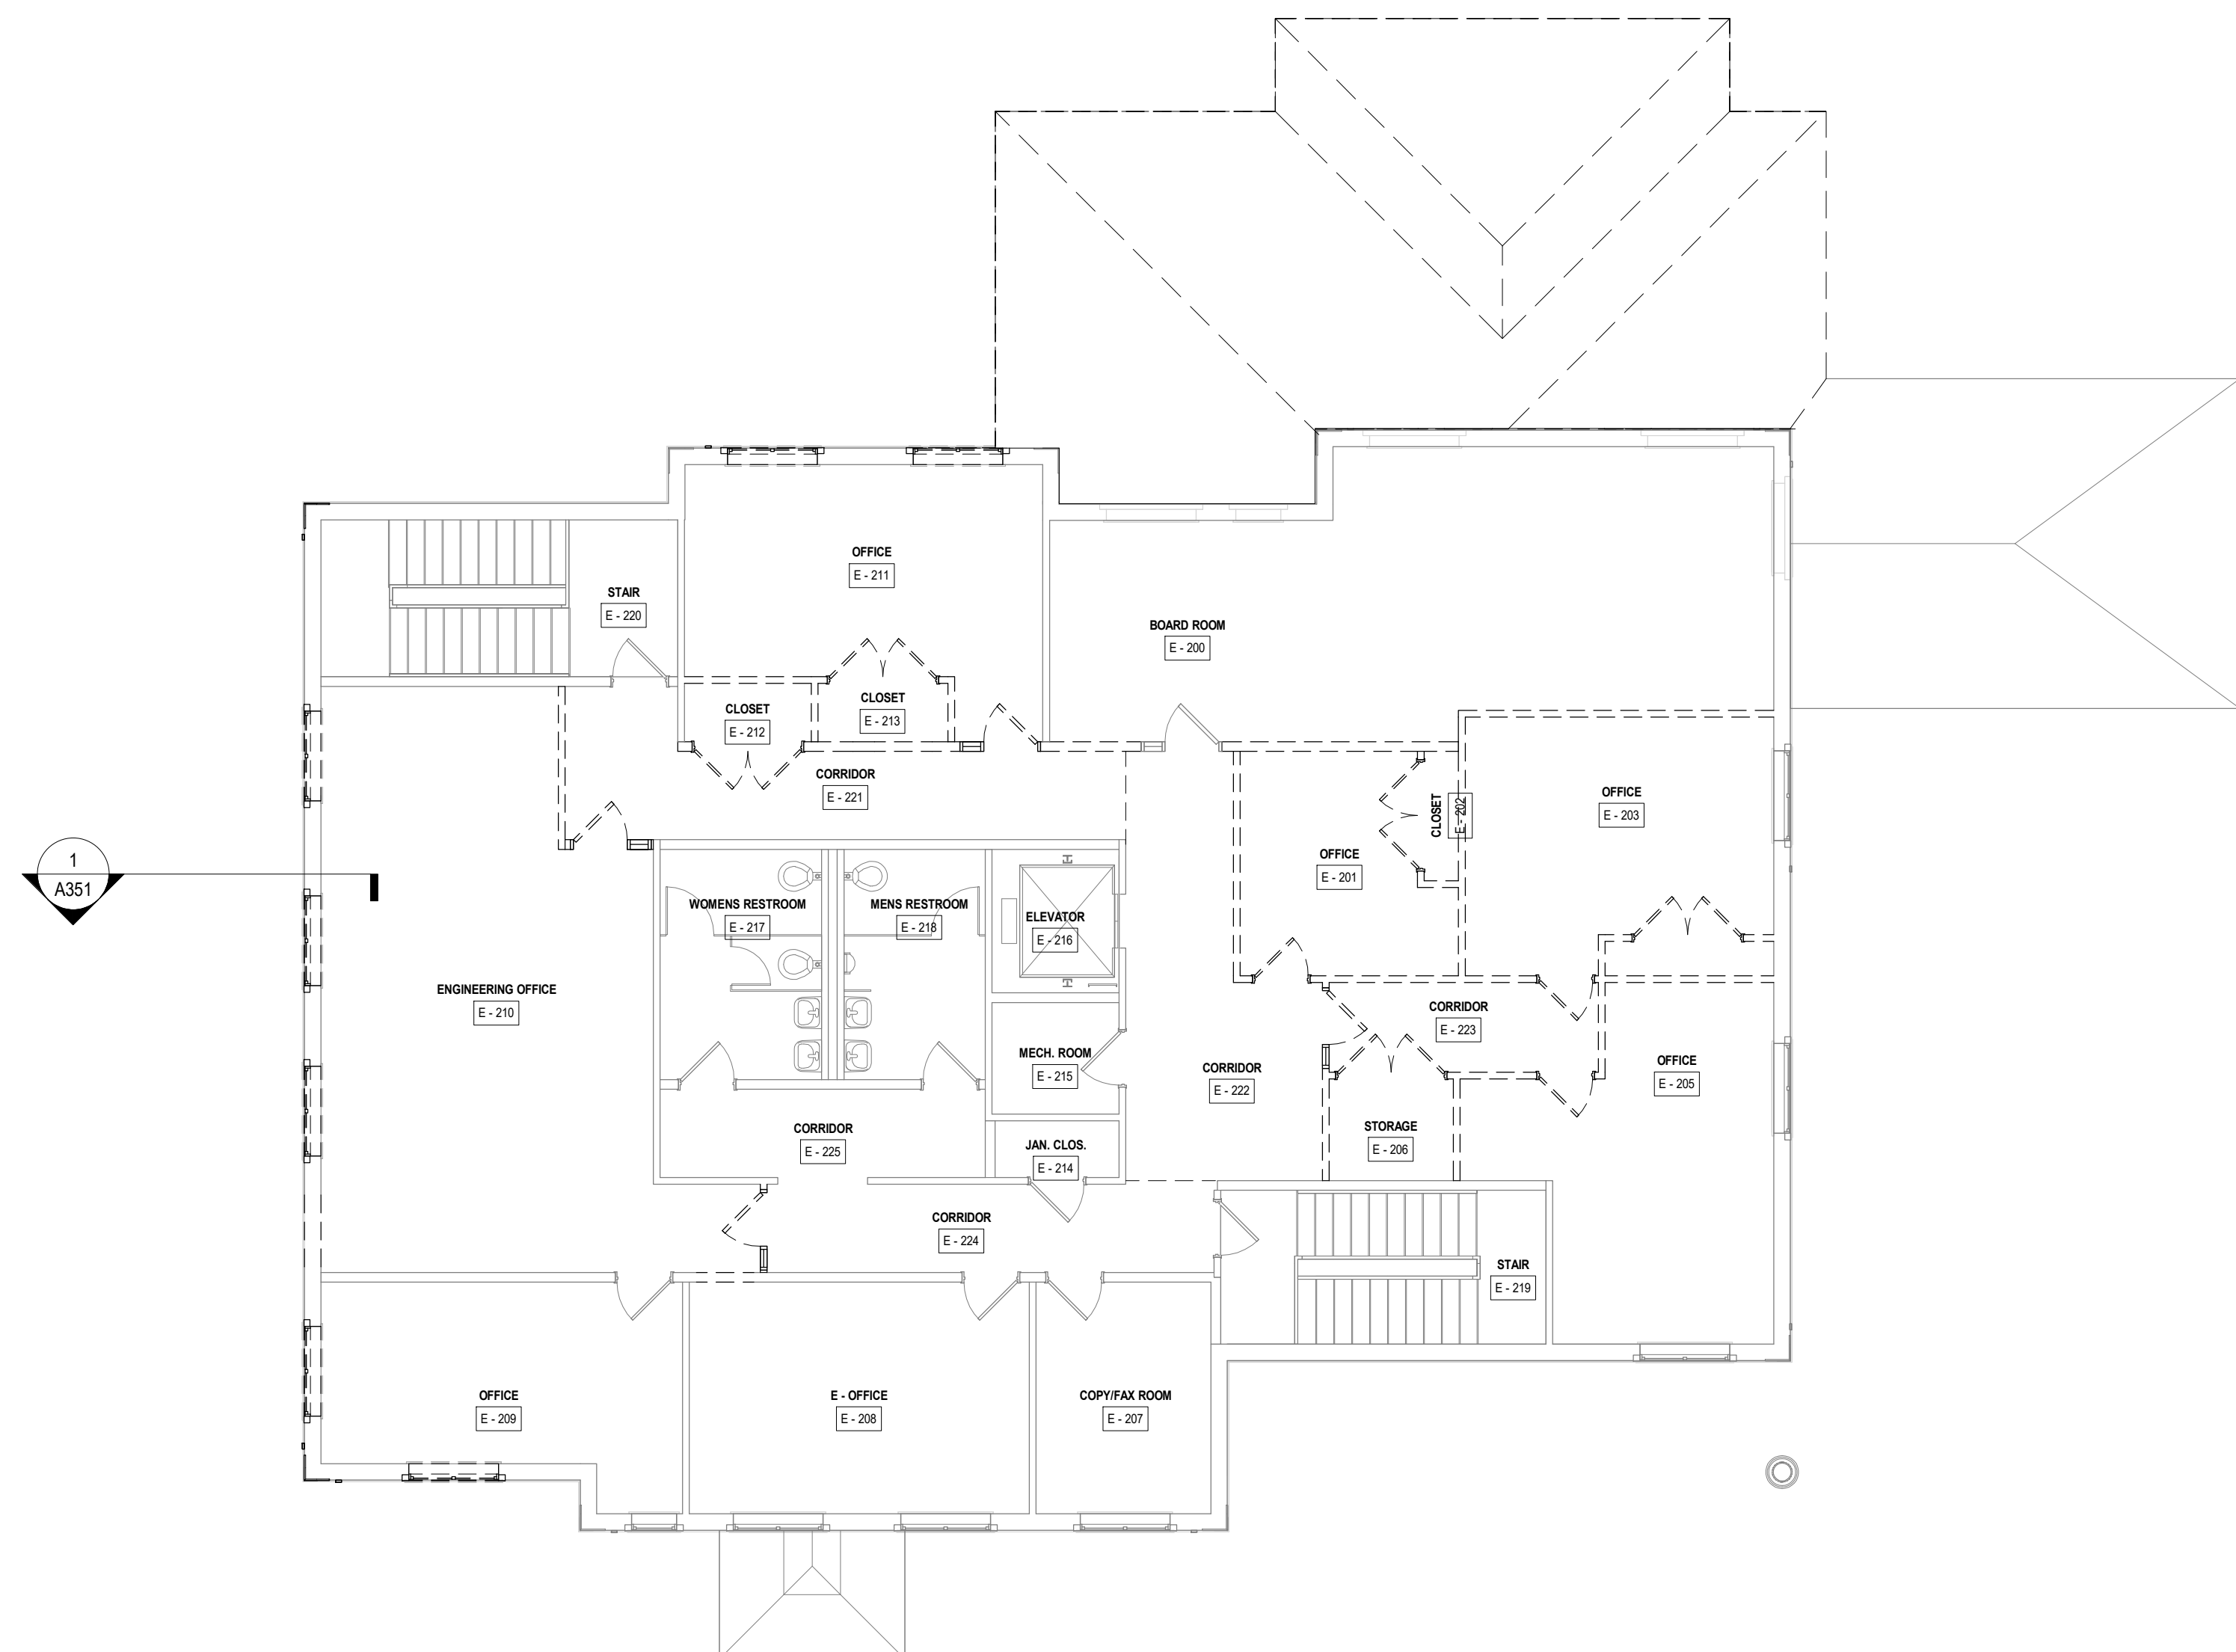 OFFICE
E - 211
STAIR
E - 220
BOARD ROOM
E - 200
CLOSET
E - 213
CLOSET
E - 212
CORRIDOR
E - 221
OFFICE
E - 203
CLOSET
E - 202
OFFICE
E - 201
1
A351
WOMENS RESTROOM
E - 217
MENS RESTROOM
E - 218
ELEVATOR
E - 216
ENGINEERING OFFICE
E - 210
CORRIDOR
E - 223
MECH. ROOM
E - 215
CORRIDOR
E - 222
OFFICE
E - 205
CORRIDOR
E - 225
STORAGE
E - 206
JAN. CLOS.
E - 214
CORRIDOR
E - 224
STAIR
E - 219
OFFICE
E - 209
E - OFFICE
E - 208
COPY/FAX ROOM
E - 207